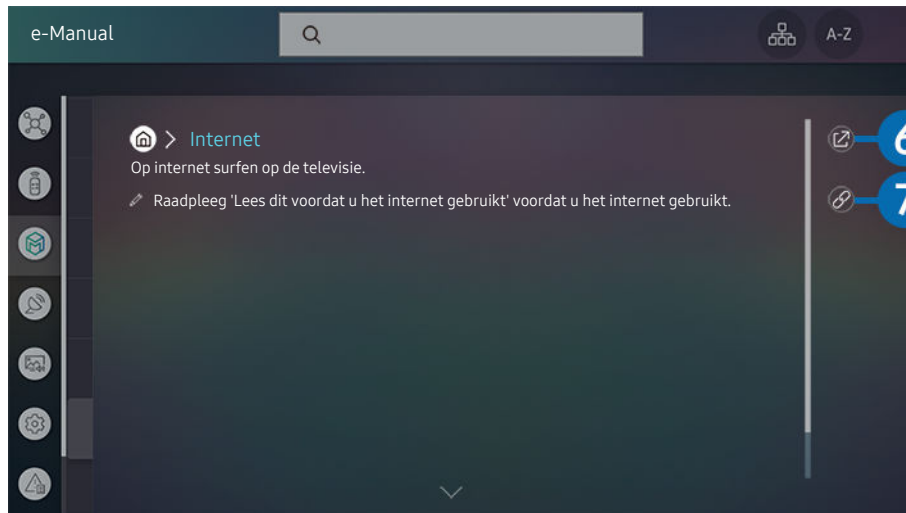 e-Manual
A-Z
> Internet
Op internet surfen op de televisie.
Raadpleeg 'Lees dit voordat u het internet gebruikt' voordat u het internet gebruikt.
6
7